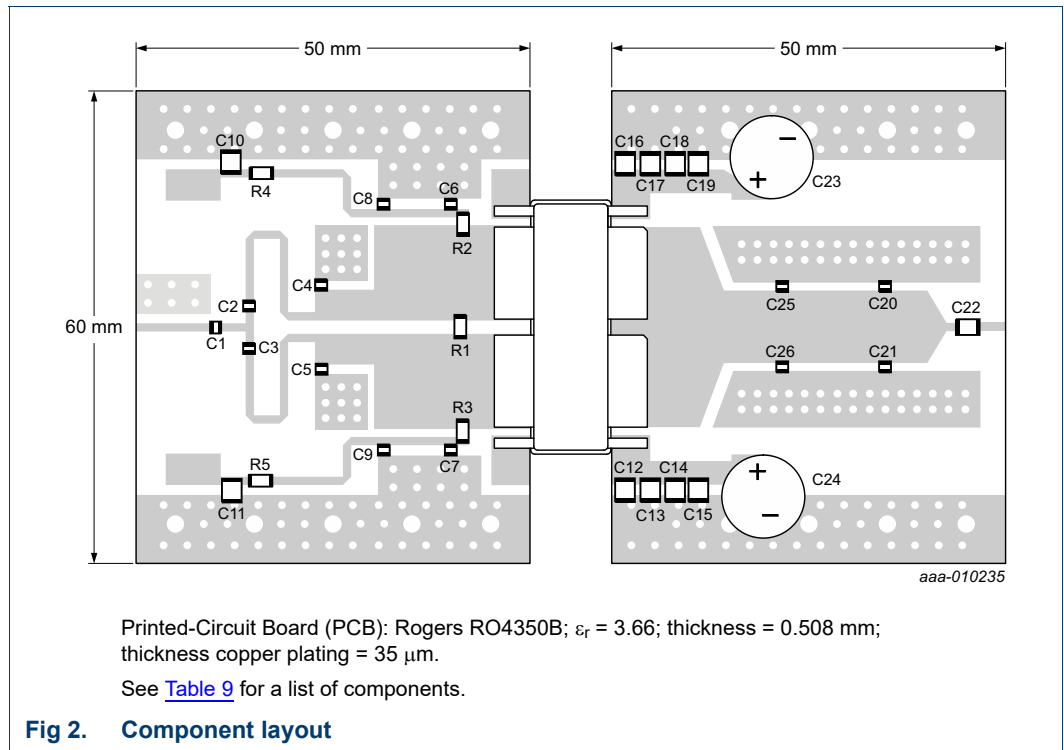 50 mm
50 mm
60 mm
C10
R4
C8
C6
R2
C4
C2
C1
C3
R1
C5
R3
C9
C7
R5
C11
C16
C18
C17
C19
C23
−
+
C25
C20
C22
C26
C21
C12
C14
C13
C15
C24
+
−
aaa-010235
Printed-Circuit Board (PCB): Rogers RO4350B; εr = 3.66; thickness = 0.508 mm;
thickness copper plating = 35 μm.
See Table 9 for a list of components.
Fig 2. Component layout